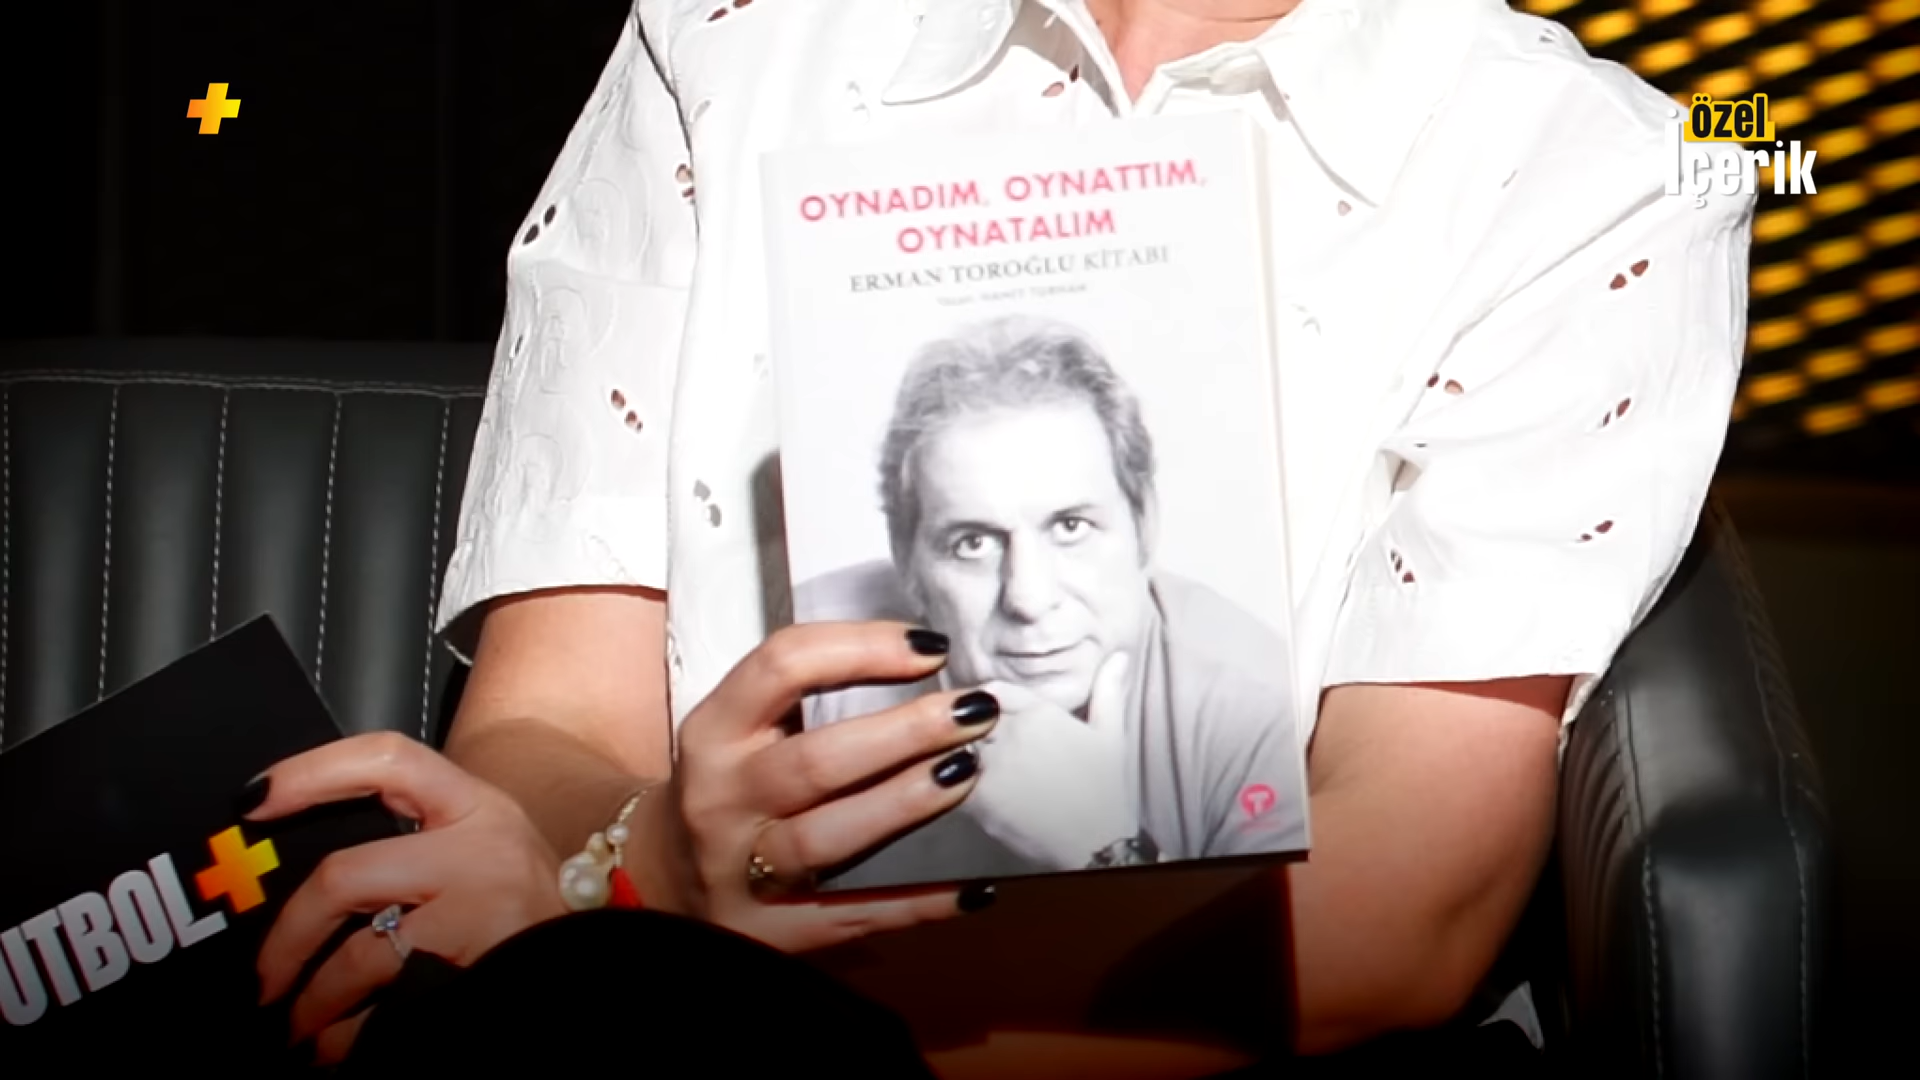 özel
içerik
OYNADIM, OYNATTIM,
OYNATALIM
ERMAN TOROĞLU KİTABI
UTBOL+